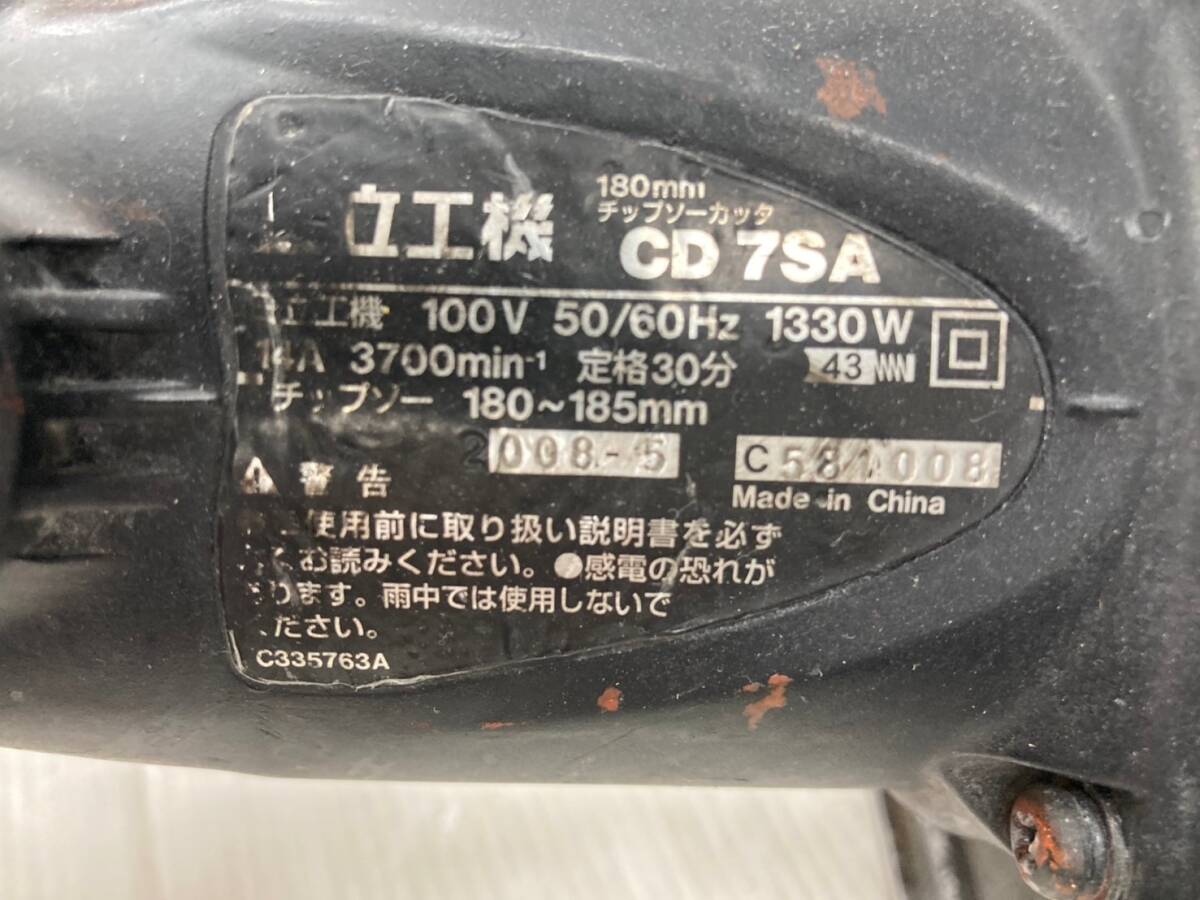 立工機
180mm
チップソーカッタ
CD 7SA
立工機 100V 50/60Hz 1330W
14A 3700min⁻¹ 定格30分 43
チップソー 180~185mm
2008-5 C581008
Made in China
警告
使用前に取り扱い説明書を必ず
お読みください。●感電の恐れが
ります。雨中では使用しないで
ださい。
C335763A